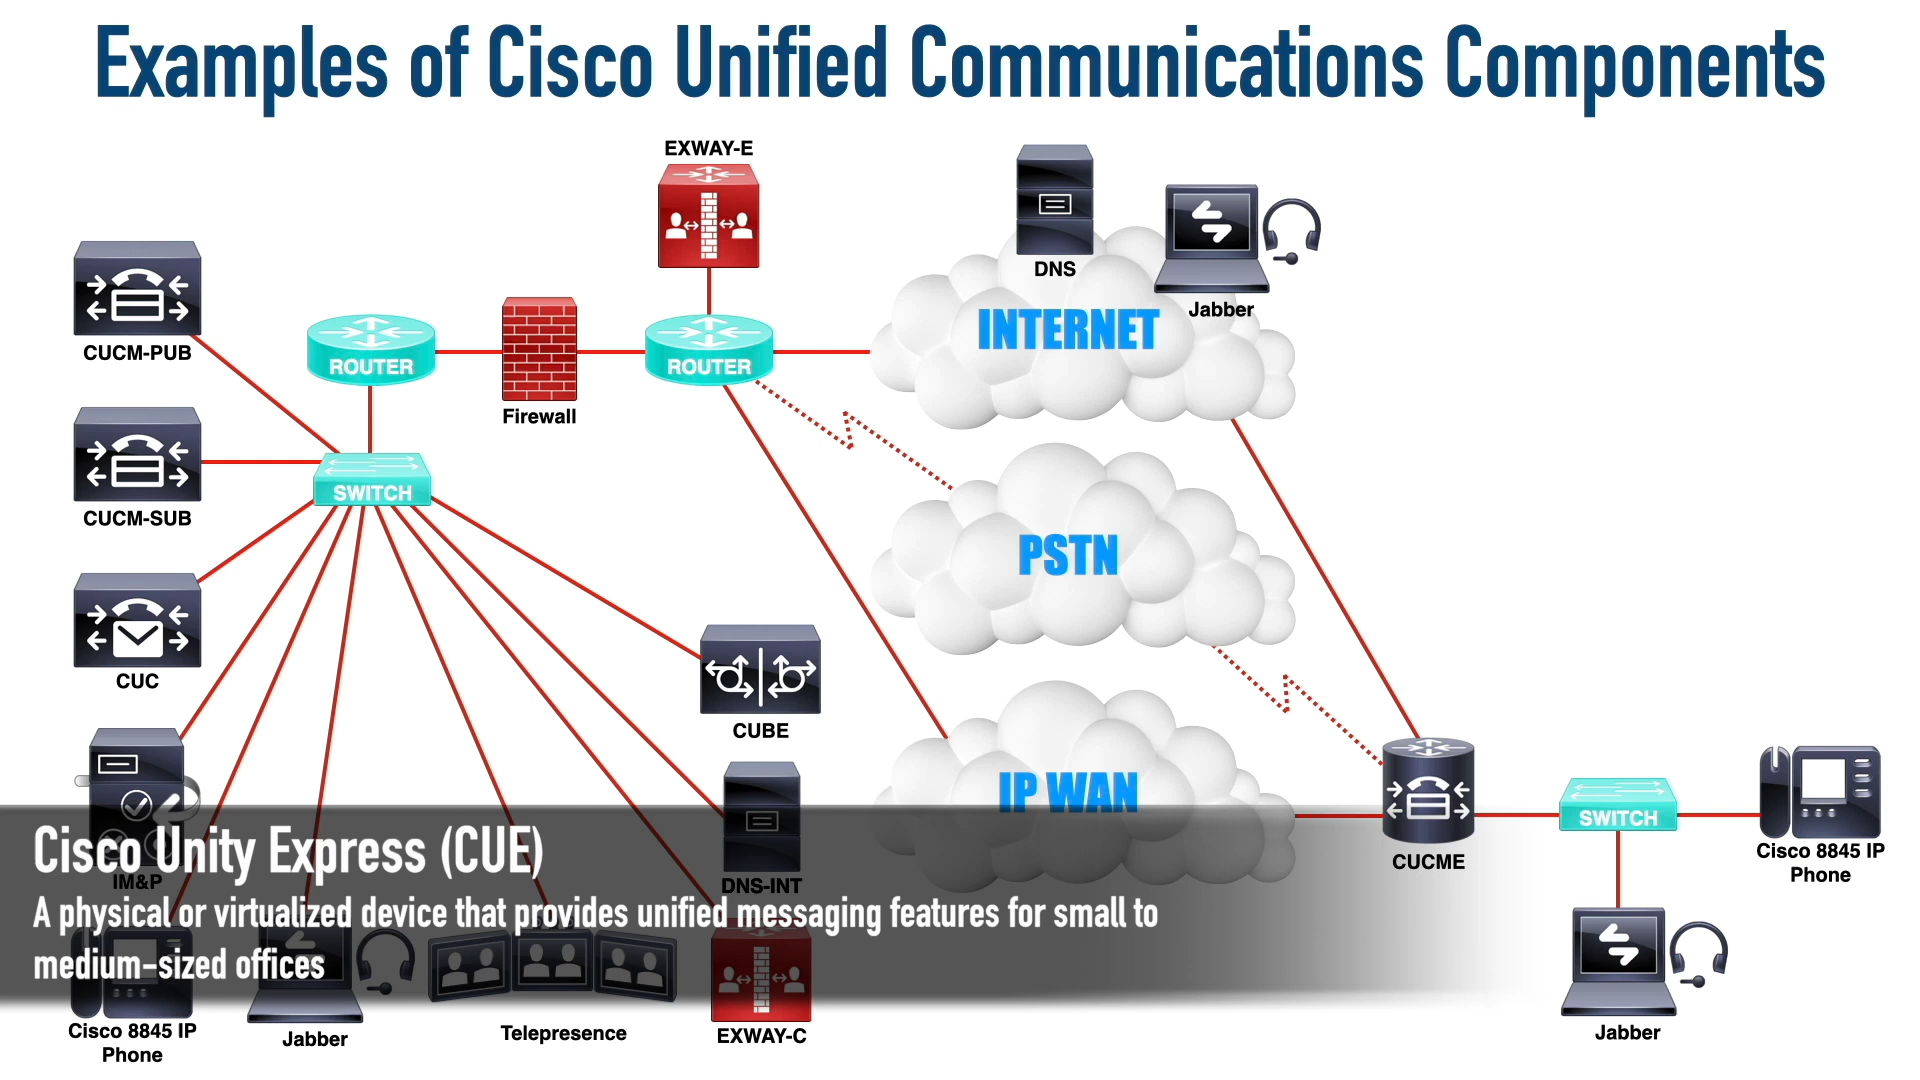 Examples of Cisco Unified Communications Components
EXWAY-E
DNS
Jabber
INTERNET
CUCM-PUB
ROUTER
Firewall
ROUTER
CUCM-SUB
SWITCH
PSTN
CUC
CUBE
IP WAN
SWITCH
CUCME
Cisco 8845 IP
Phone
Cisco Unity Express (CUE)
IM&P
DNS-INT
A physical or virtualized device that provides unified messaging features for small to
medium-sized offices
Cisco 8845 IP
Phone
Jabber
Telepresence
EXWAY-C
Jabber